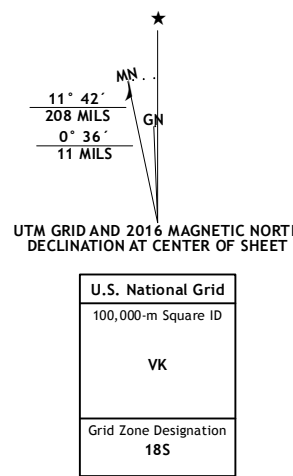 MN
GN
11° 42´
208 MILS
0° 36´
11 MILS
UTM GRID AND 2016 MAGNETIC NORTH
DECLINATION AT CENTER OF SHEET
U.S. National Grid
100,000-m Square ID
VK
Grid Zone Designation
18S